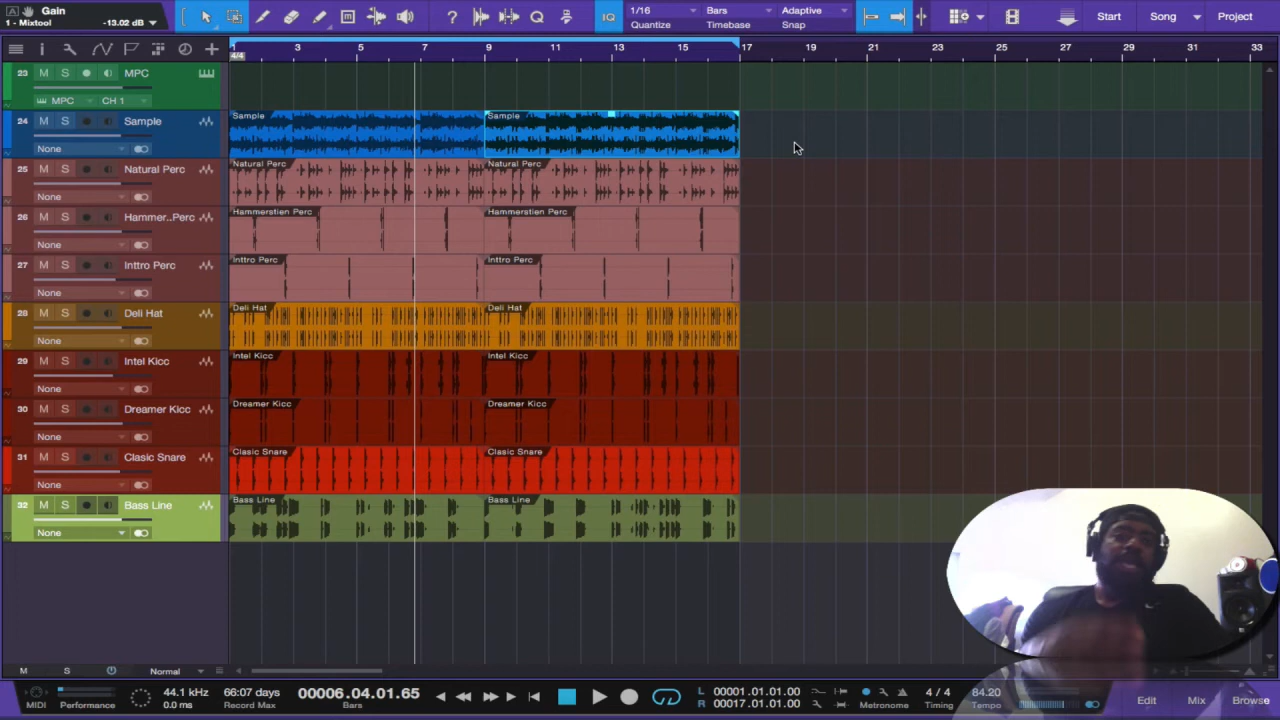 Gain
1 - Mixtool -13.02 dB
IQ
1/16 Bars Adaptive
Quantize Timebase Snap
Start Song Project
1 3 5 7 9 11 13 15 17 19 21 23 25 27 29 31 33
4/4
23 M S MPC
MPC CH 1
24 M S Sample
None
25 M S Natural Perc
None
26 M S Hammer..Perc
None
27 M S Inttro Perc
None
28 M S Deli Hat
None
29 M S Intel Kicc
None
30 M S Dreamer Kicc
None
31 M S Clasic Snare
None
32 M S Bass Line
None
Sample Sample
Natural Perc Natural Perc
Hammerstien Perc Hammerstien Perc
Inttro Perc Inttro Perc
Deli Hat Deli Hat
Intel Kicc Intel Kicc
Dreamer Kicc Dreamer Kicc
Clasic Snare Clasic Snare
Bass Line Bass Line
M S Normal
MIDI Performance
44.1 kHz
0.0 ms
66:07 days
Record Max
00006.04.01.65
Bars
L 00001.01.01.00
R 00017.01.01.00
Metronome
4 / 4
Timing
84.20
Tempo
Edit Mix Browse